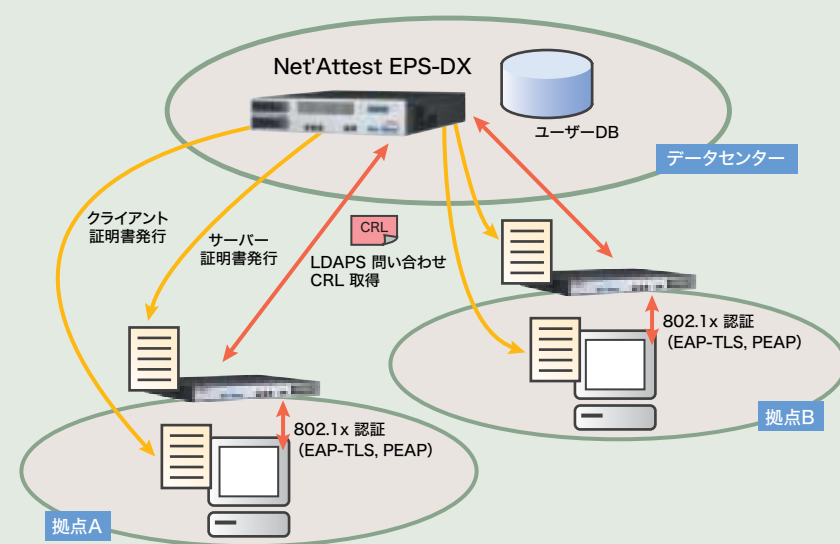 Net'Attest EPS-DX
ユーザーDB
データセンター
クライアント
証明書発行
サーバー
証明書発行
CRL
LDAPS 問い合わせ
CRL 取得
802.1x 認証
（EAP-TLS, PEAP）
拠点B
802.1x 認証
（EAP-TLS, PEAP）
拠点A